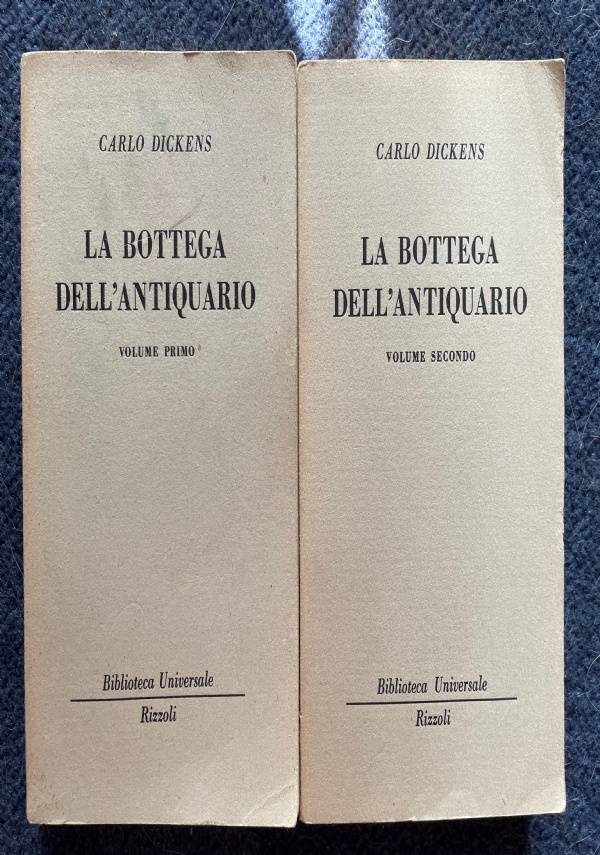 CARLO DICKENS
LA BOTTEGA
DELL'ANTIQUARIO
VOLUME PRIMO
Biblioteca Universale
Rizzoli
CARLO DICKENS
LA BOTTEGA
DELL'ANTIQUARIO
VOLUME SECONDO
Biblioteca Universale
Rizzoli